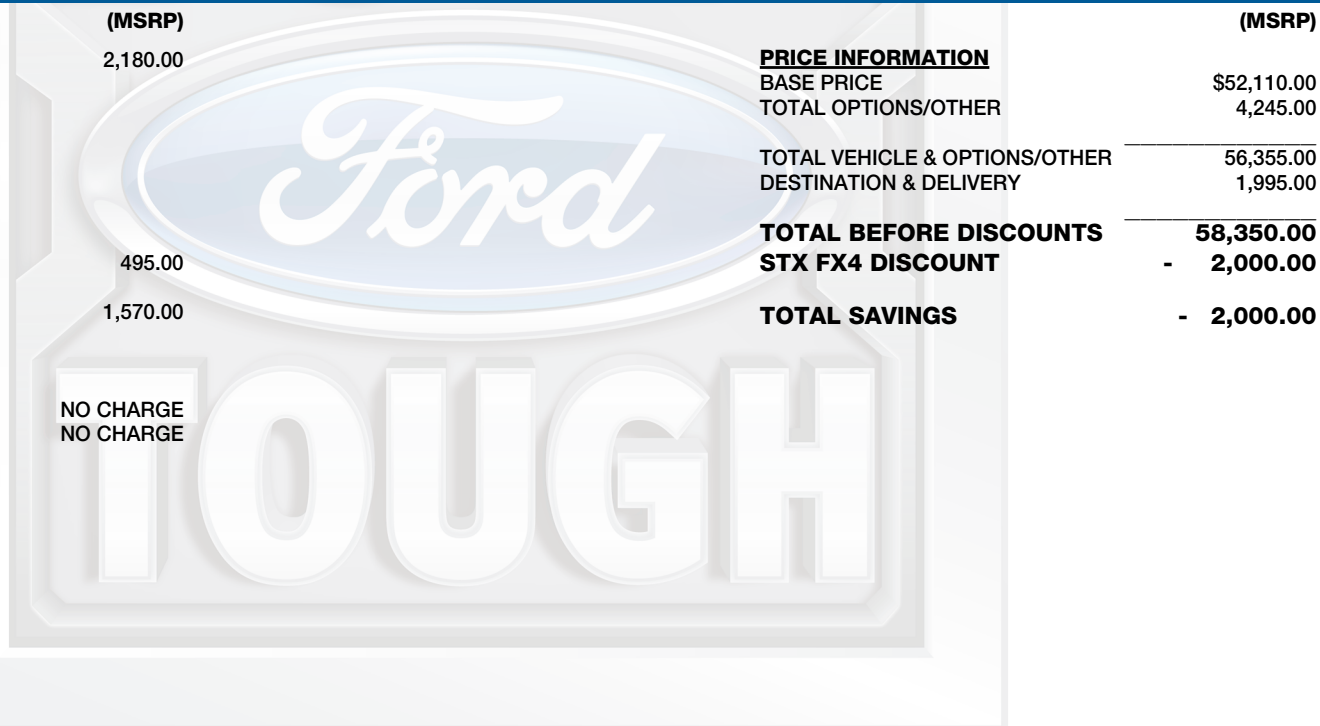 (MSRP)
2,180.00
495.00
1,570.00
NO CHARGE
NO CHARGE
(MSRP)
PRICE INFORMATION
BASE PRICE $52,110.00
TOTAL OPTIONS/OTHER 4,245.00
TOTAL VEHICLE & OPTIONS/OTHER 56,355.00
DESTINATION & DELIVERY 1,995.00
TOTAL BEFORE DISCOUNTS 58,350.00
STX FX4 DISCOUNT - 2,000.00
TOTAL SAVINGS - 2,000.00
Ford
TOUGH